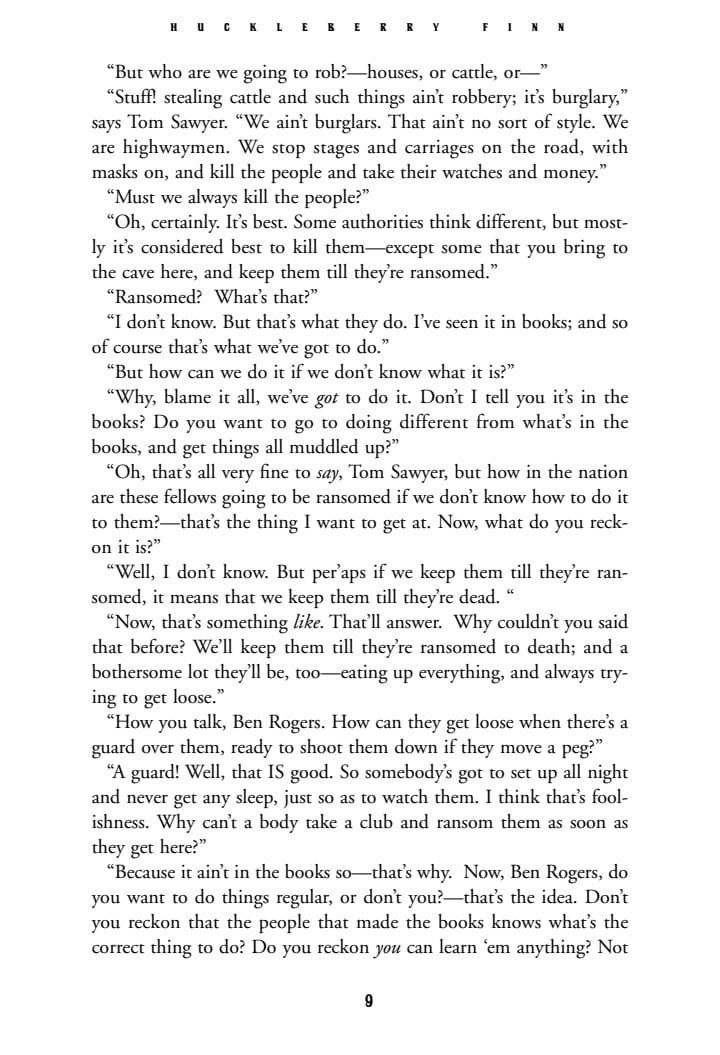 HUCKLEBERRY FINN
“But who are we going to rob?—houses, or cattle, or—”
“Stuff! stealing cattle and such things ain’t robbery; it’s burglary,”
says Tom Sawyer. “We ain’t burglars. That ain’t no sort of style. We
are highwaymen. We stop stages and carriages on the road, with
masks on, and kill the people and take their watches and money.”
“Must we always kill the people?”
“Oh, certainly. It’s best. Some authorities think different, but most-
ly it’s considered best to kill them—except some that you bring to
the cave here, and keep them till they’re ransomed.”
“Ransomed?  What’s that?”
“I don’t know. But that’s what they do. I’ve seen it in books; and so
of course that’s what we’ve got to do.”
“But how can we do it if we don’t know what it is?”
“Why, blame it all, we’ve got to do it. Don’t I tell you it’s in the
books? Do you want to go to doing different from what’s in the
books, and get things all muddled up?”
“Oh, that’s all very fine to say, Tom Sawyer, but how in the nation
are these fellows going to be ransomed if we don’t know how to do it
to them?—that’s the thing I want to get at. Now, what do you reck-
on it is?”
“Well, I don’t know. But per’aps if we keep them till they’re ran-
somed, it means that we keep them till they’re dead. “
“Now, that’s something like. That’ll answer.  Why couldn’t you said
that before? We’ll keep them till they’re ransomed to death; and a
bothersome lot they’ll be, too—eating up everything, and always try-
ing to get loose.”
“How you talk, Ben Rogers. How can they get loose when there’s a
guard over them, ready to shoot them down if they move a peg?”
“A guard! Well, that IS good. So somebody’s got to set up all night
and never get any sleep, just so as to watch them. I think that’s fool-
ishness. Why can’t a body take a club and ransom them as soon as
they get here?”
“Because it ain’t in the books so—that’s why.  Now, Ben Rogers, do
you want to do things regular, or don’t you?—that’s the idea. Don’t
you reckon that the people that made the books knows what’s the
correct thing to do? Do you reckon you can learn ‘em anything? Not
9